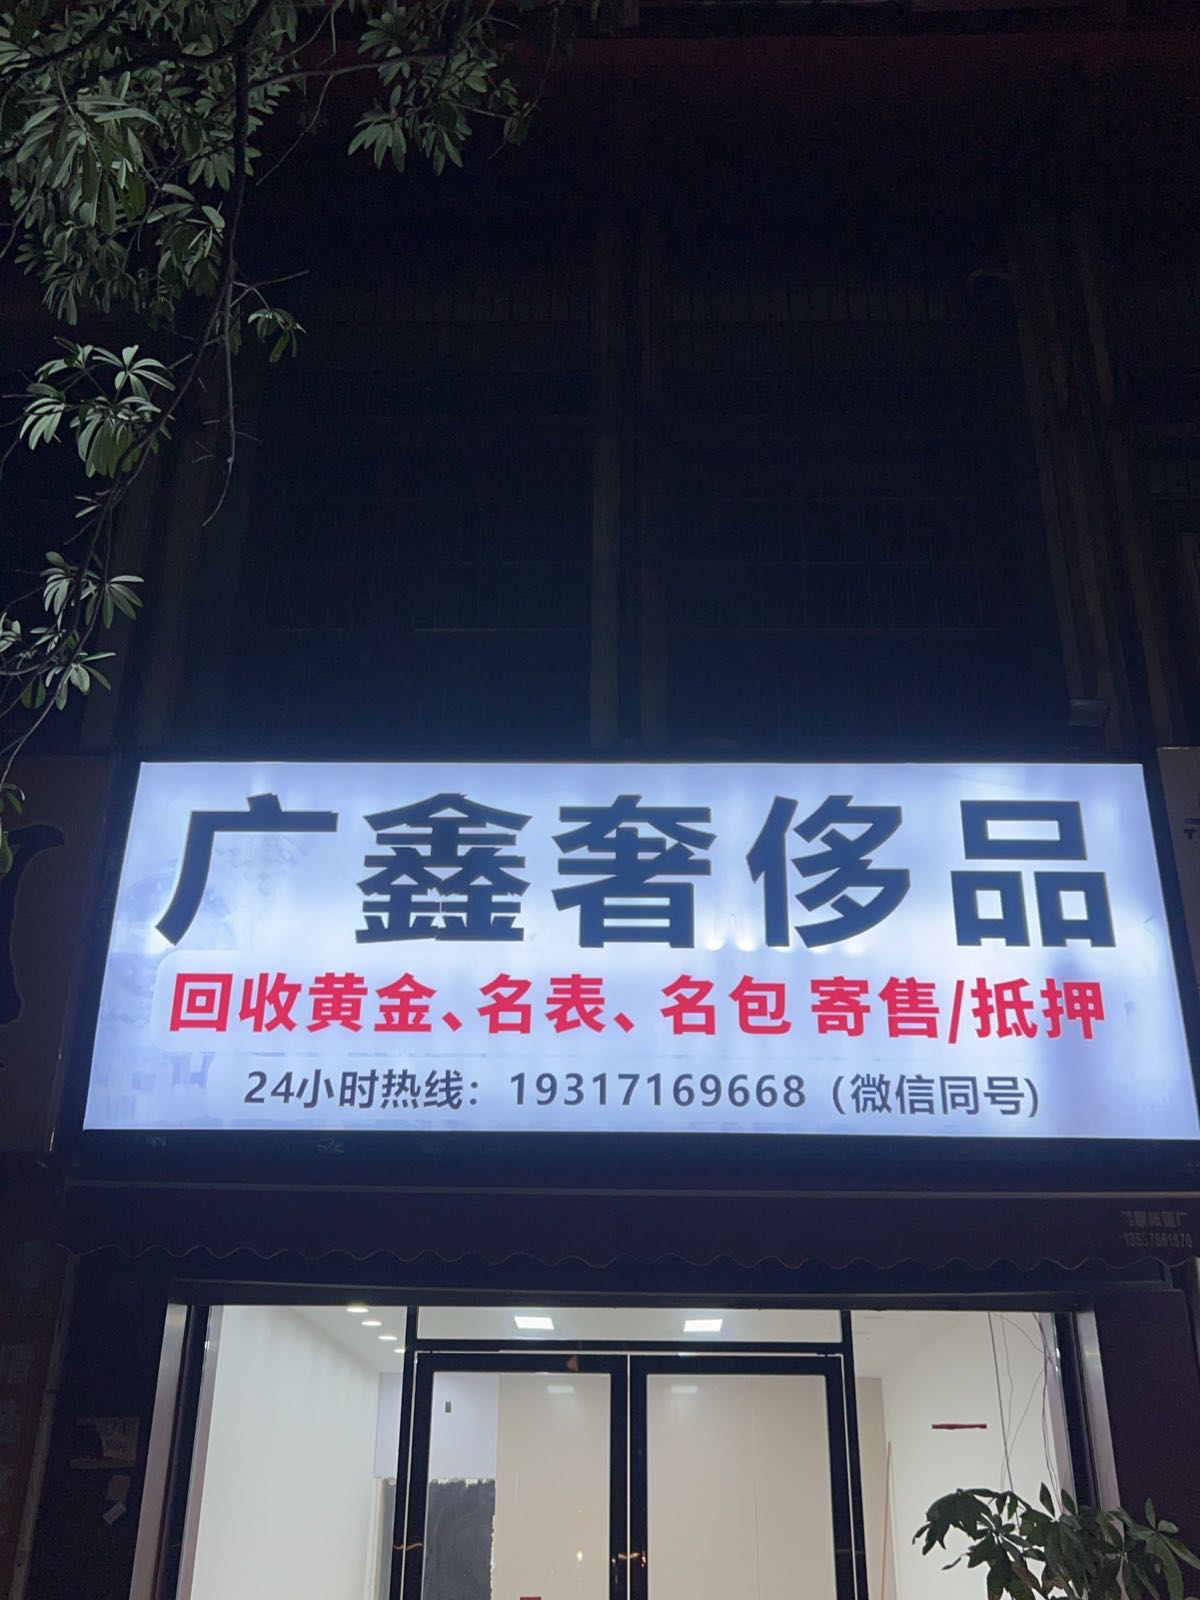 广鑫奢侈品
回收黄金、名表、名包 寄售/抵押
24小时热线：19317169668（微信同号）